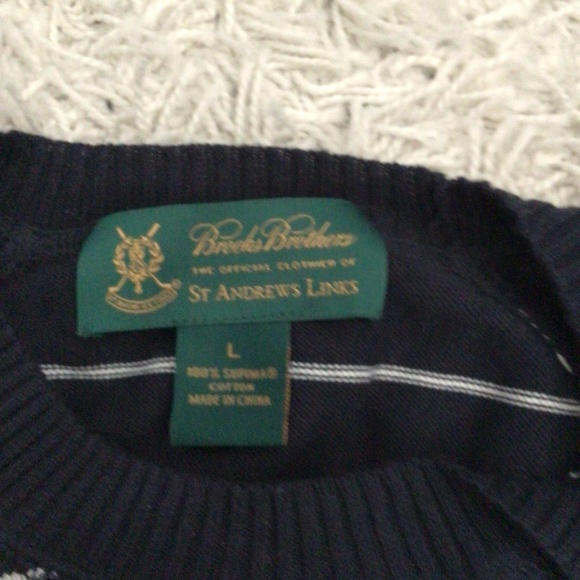 Brooks Brothers
THE OFFICIAL CLOTHIER OF
ST ANDREWS LINKS
L
100% SUPIMA®
COTTON
MADE IN CHINA